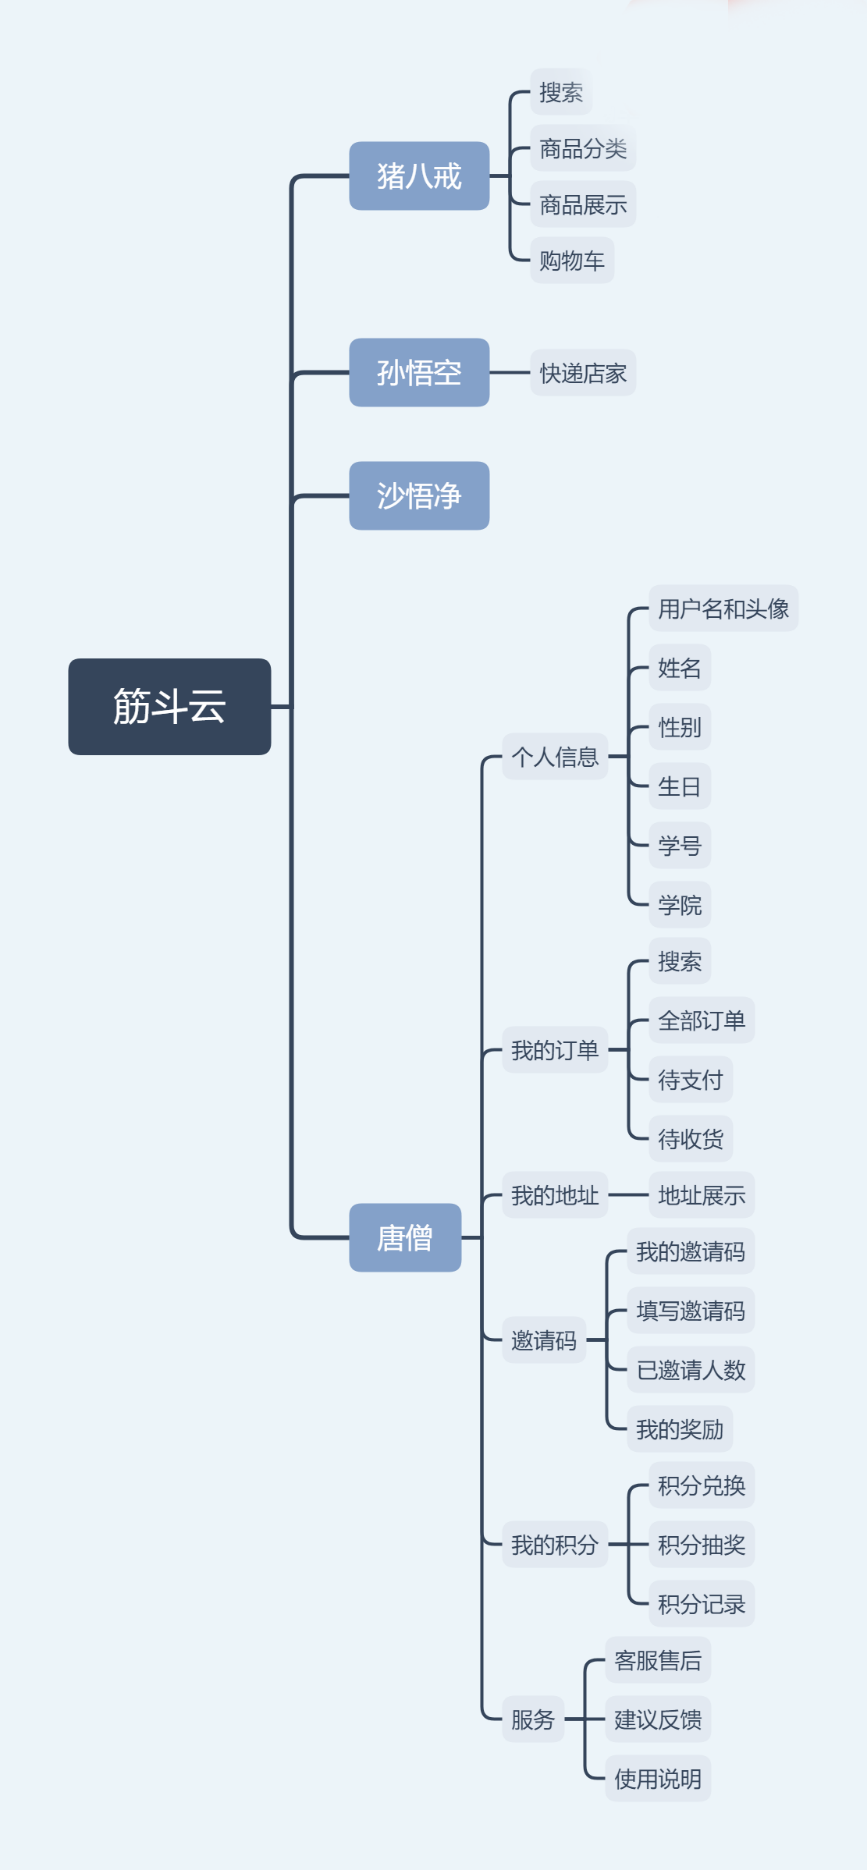 筋斗云
猪八戒
搜索
商品分类
商品展示
购物车
孙悟空
快递店家
沙悟净
唐僧
个人信息
用户名和头像
姓名
性别
生日
学号
学院
我的订单
搜索
全部订单
待支付
待收货
我的地址
地址展示
邀请码
我的邀请码
填写邀请码
已邀请人数
我的奖励
我的积分
积分兑换
积分抽奖
积分记录
服务
客服售后
建议反馈
使用说明